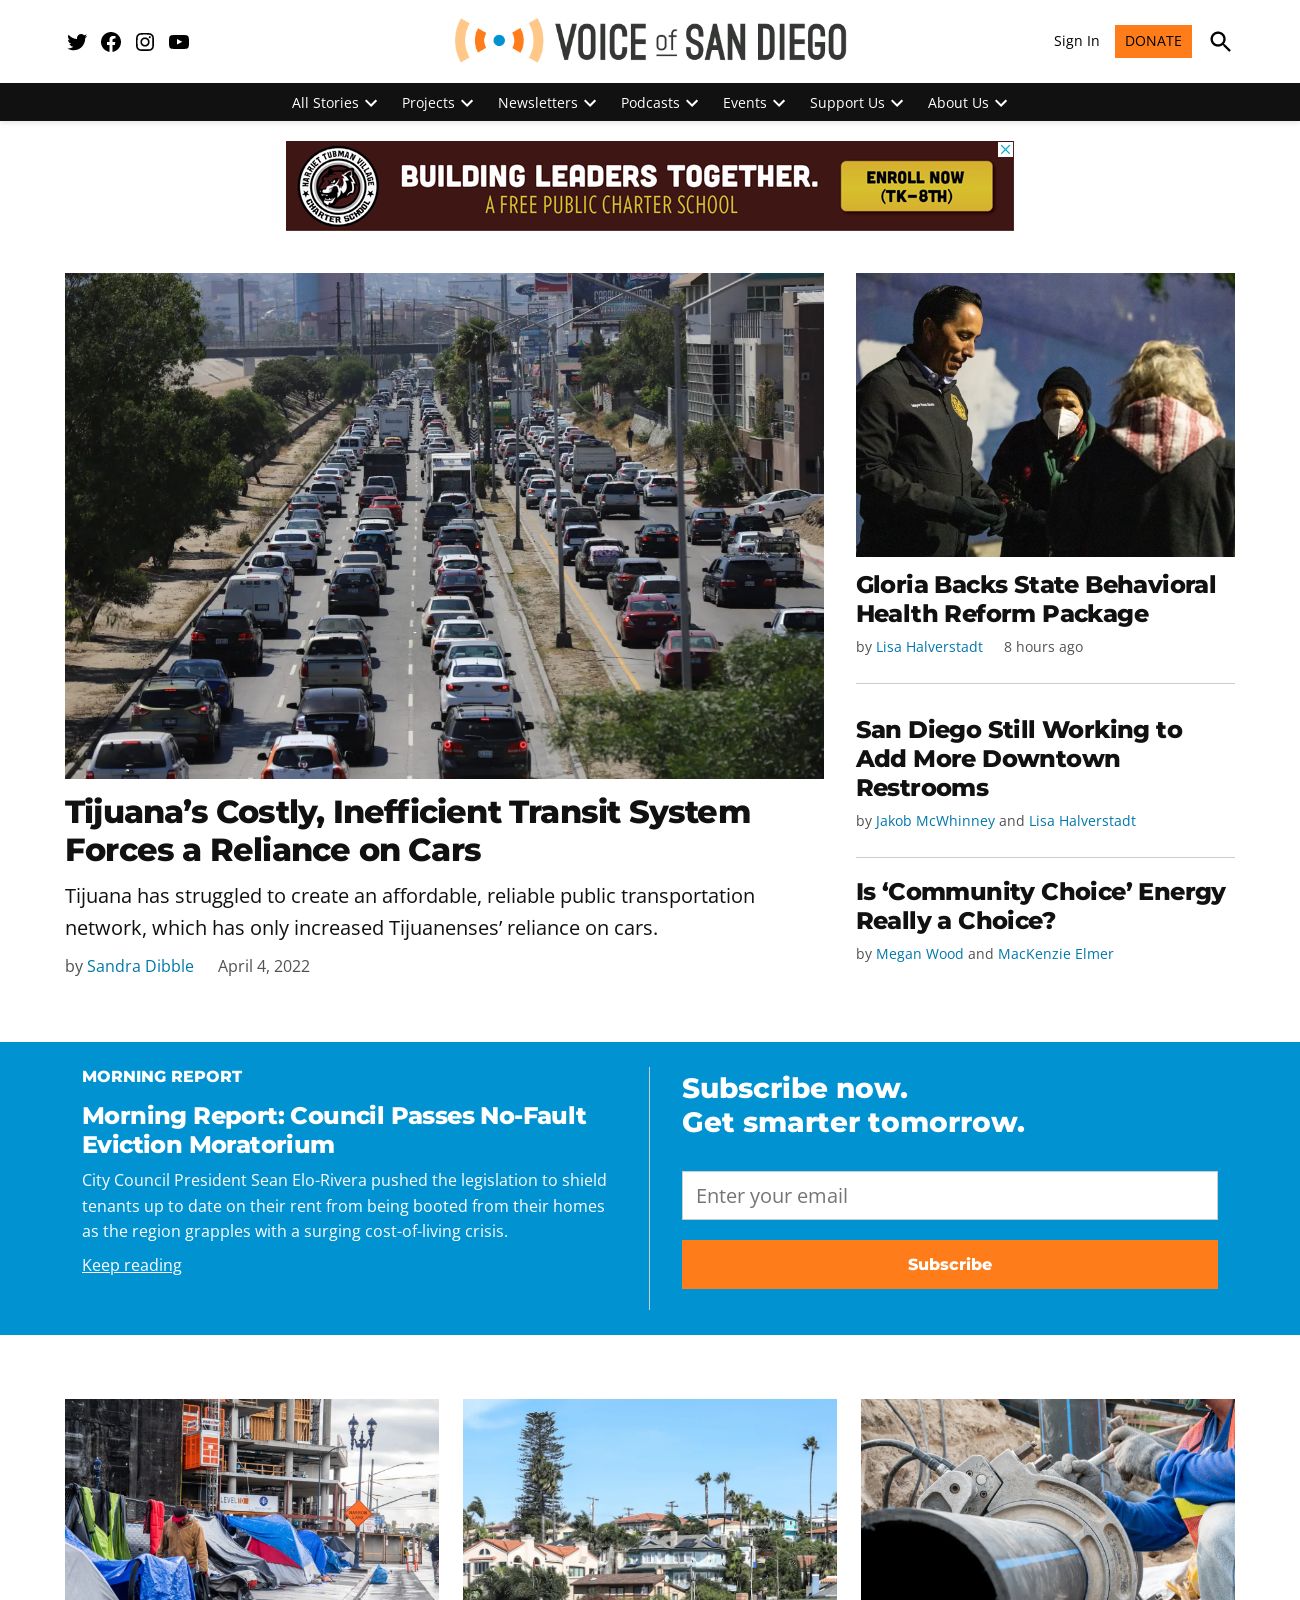 VOICE of SAN DIEGO
Sign In
DONATE
All Stories
Projects
Newsletters
Podcasts
Events
Support Us
About Us
HARRIET TUBMAN VILLAGE
CHARTER SCHOOL
BUILDING LEADERS TOGETHER.
A FREE PUBLIC CHARTER SCHOOL
ENROLL NOW
(TK–8TH)
Tijuana’s Costly, Inefficient Transit System
Forces a Reliance on Cars
Tijuana has struggled to create an affordable, reliable public transportation
network, which has only increased Tijuanenses’ reliance on cars.
by Sandra Dibble April 4, 2022
Gloria Backs State Behavioral
Health Reform Package
by Lisa Halverstadt 8 hours ago
San Diego Still Working to
Add More Downtown
Restrooms
by Jakob McWhinney and Lisa Halverstadt
Is ‘Community Choice’ Energy
Really a Choice?
by Megan Wood and MacKenzie Elmer
MORNING REPORT
Morning Report: Council Passes No-Fault
Eviction Moratorium
City Council President Sean Elo-Rivera pushed the legislation to shield
tenants up to date on their rent from being booted from their homes
as the region grapples with a surging cost-of-living crisis.
Keep reading
Subscribe now.
Get smarter tomorrow.
Enter your email
Subscribe
LEVEL